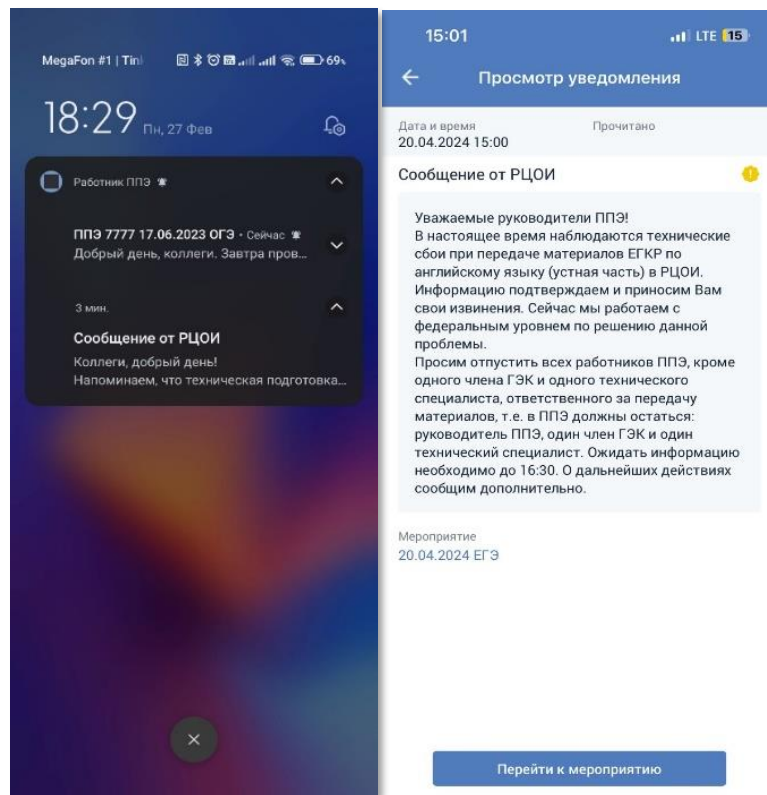 MegaFon #1 | Tin
69%
18:29 Пн, 27 Фев
Работник ППЭ
ППЭ 7777 17.06.2023 ОГЭ • Сейчас
Добрый день, коллеги. Завтра пров...
3 мин.
Сообщение от РЦОИ
Коллеги, добрый день!
Напоминаем, что техническая подготовка...
15:01
LTE 15
Просмотр уведомления
Дата и время
Прочитано
20.04.2024 15:00
Сообщение от РЦОИ
Уважаемые руководители ППЭ!
В настоящее время наблюдаются технические
сбои при передаче материалов ЕГКР по
английскому языку (устная часть) в РЦОИ.
Информацию подтверждаем и приносим Вам
свои извинения. Сейчас мы работаем с
федеральным уровнем по решению данной
проблемы.
Просим отпустить всех работников ППЭ, кроме
одного члена ГЭК и одного технического
специалиста, ответственного за передачу
материалов, т.е. в ППЭ должны остаться:
руководитель ППЭ, один член ГЭК и один
технический специалист. Ожидать информацию
необходимо до 16:30. О дальнейших действиях
сообщим дополнительно.
Мероприятие
20.04.2024 ЕГЭ
Перейти к мероприятию